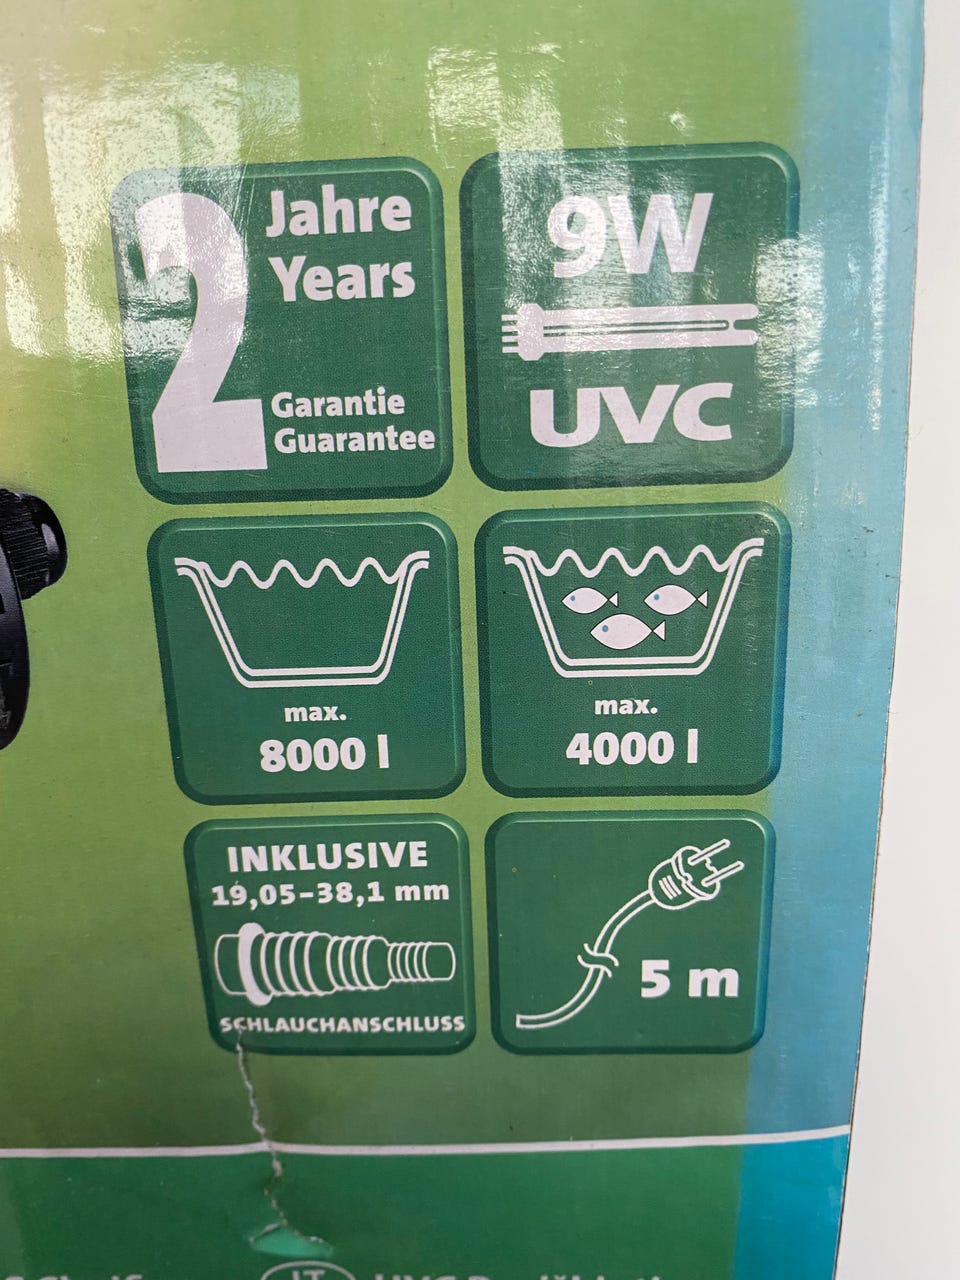 2 Jahre
Years
Garantie
Guarantee
9W
UVC
max.
8000 l
max.
4000 l
INKLUSIVE
19,05-38,1 mm
SCHLAUCHANSCHLUSS
5 m
IT